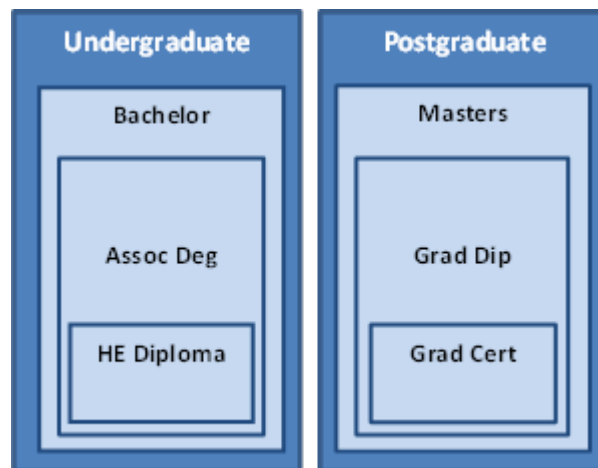 Undergraduate
Bachelor
Assoc Deg
HE Diploma
Postgraduate
Masters
Grad Dip
Grad Cert